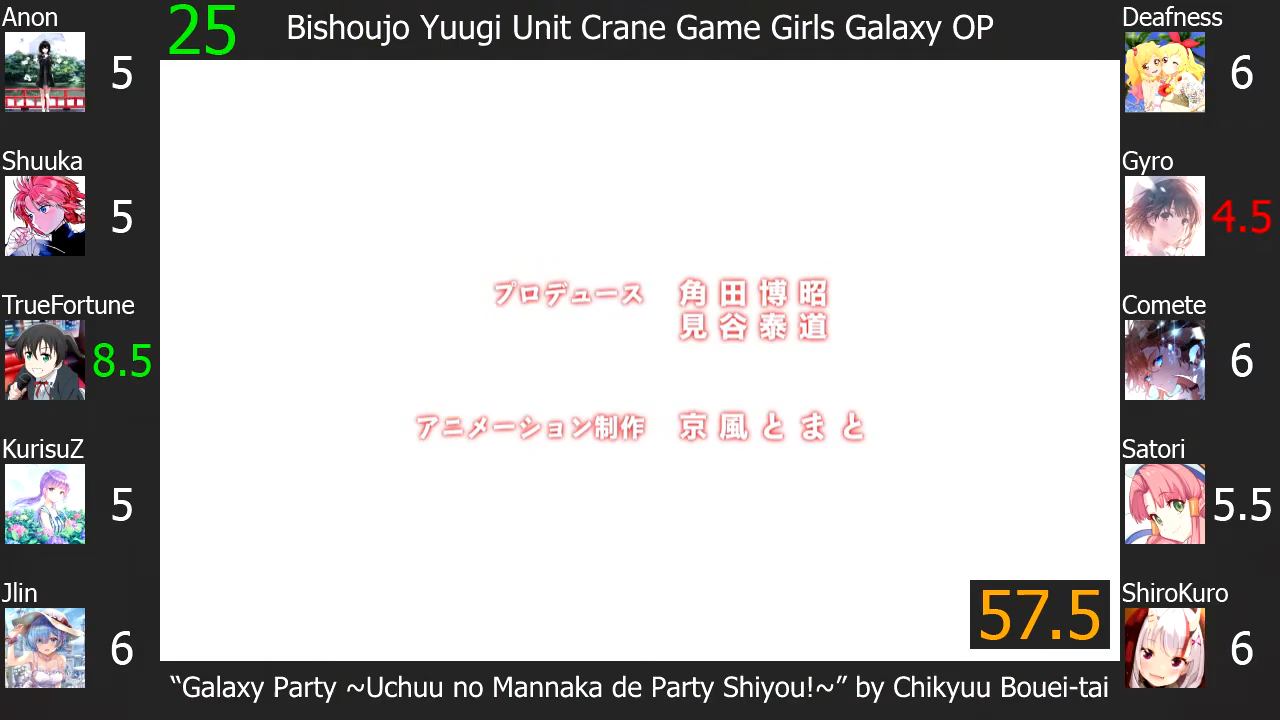 Anon
5
25
Bishoujo Yuugi Unit Crane Game Girls Galaxy OP
Deafness
6
Shuuka
5
Gyro
4.5
TrueFortune
8.5
プロデュース 角田博昭
見谷泰道
Comete
6
アニメーション制作 京風とまと
KurisuZ
5
Satori
5.5
Jlin
6
57.5
ShiroKuro
6
“Galaxy Party ~Uchuu no Mannaka de Party Shiyou!~” by Chikyuu Bouei-tai